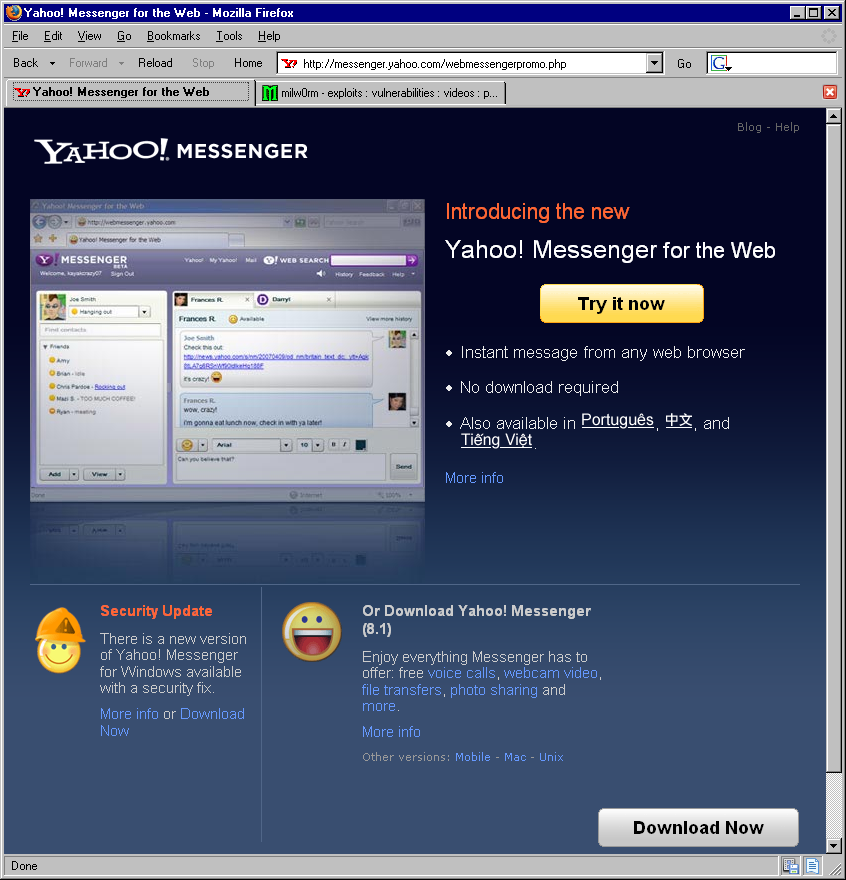 Yahoo! Messenger for the Web - Mozilla Firefox
File Edit View Go Bookmarks Tools Help
Back Forward Reload Stop Home http://messenger.yahoo.com/webmessengerpromo.php Go
Yahoo! Messenger for the Web milw0rm - exploits : vulnerabilities : videos : p...
Blog - Help
YAHOO! MESSENGER
Yahoo! Messenger for the Web
http://webmessenger.yahoo.com
Yahoo! Messenger for the Web
Y! MESSENGER Yahoo! My Yahoo! Mail Y! WEB SEARCH
BETA
Welcome, kayakcrazy07 Sign Out History Feedback Help
Joe Smith
Hanging out
Find contacts
Friends
Amy
Brian - Idle
Chris Pardoe - Rocking out
Mazi S. - TOO MUCH COFFEE!
Ryan - meeting
Add View
Frances R. Darryl
Frances R. Available View more history
Joe Smith
Check this out:
It's crazy!
Frances R.
wow, crazy!
I'm gonna eat lunch now, check in with ya later!
Arial 10 B I
Can you believe that?
Send
Done Internet 100%
Introducing the new
Yahoo! Messenger for the Web
Try it now
Instant message from any web browser
No download required
Also available in Português, 中文, and
Tiếng Việt.
More info
Security Update
There is a new version
of Yahoo! Messenger
for Windows available
with a security fix.
More info or Download
Now
Or Download Yahoo! Messenger
(8.1)
Enjoy everything Messenger has to
offer: free voice calls, webcam video,
file transfers, photo sharing and
more.
More info
Other versions: Mobile - Mac - Unix
Download Now
Done